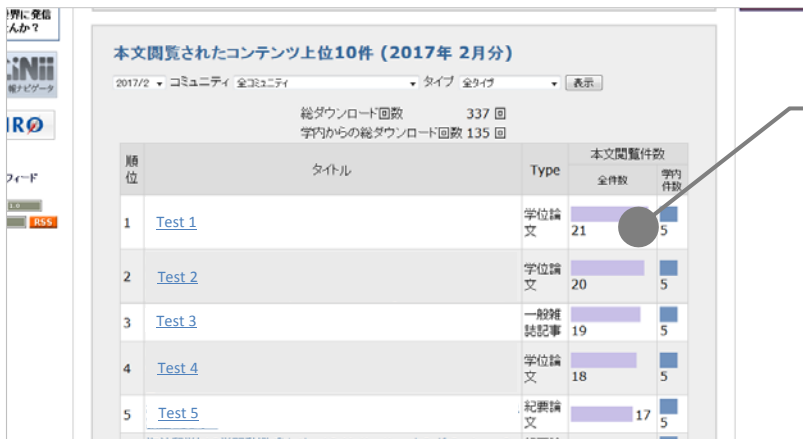 界に発信
んか？
本文閲覧されたコンテンツ上位10件 (2017年 2月分)
CiNii
報ナビゲータ
2017/2 コミュニティ 全コミュニティ タイプ 全タイプ 表示
総ダウンロード回数 337 回
学内からの総ダウンロード回数 135 回
IRO
順位 タイトル Type 本文閲覧件数
全件数 学内件数
フィード
1.0
RSS
1 Test 1 学位論文 21 5
2 Test 2 学位論文 20 5
3 Test 3 一般雑誌記事 19 5
4 Test 4 学位論文 18 5
5 Test 5 紀要論文 17 5